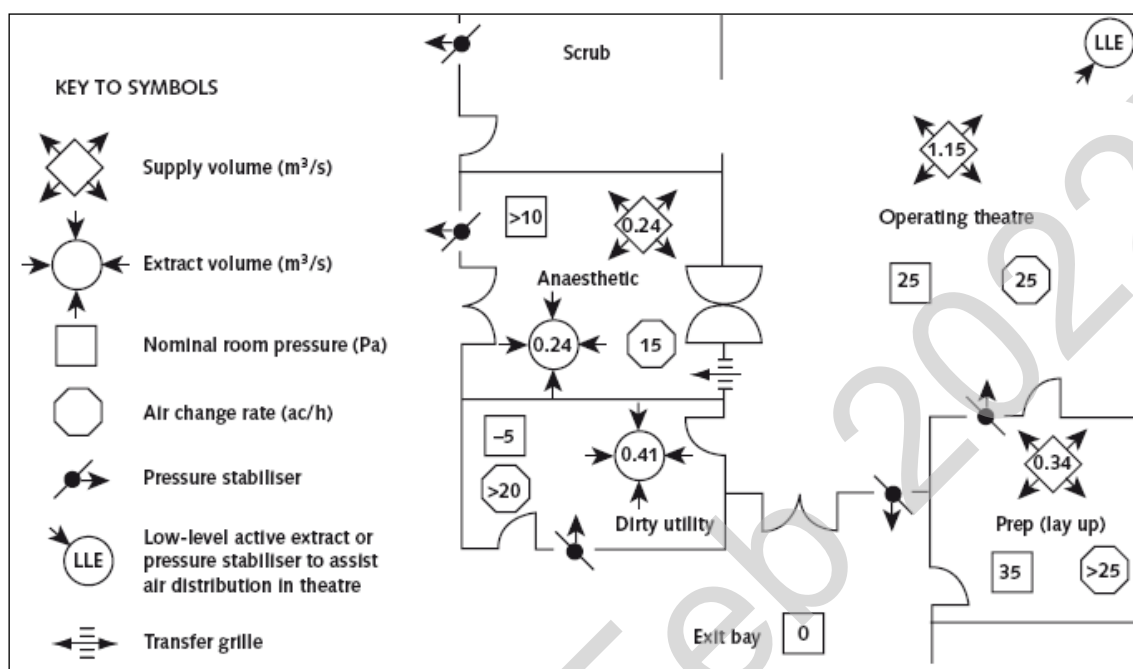 KEY TO SYMBOLS
Supply volume (m³/s)
Extract volume (m³/s)
Nominal room pressure (Pa)
Air change rate (ac/h)
Pressure stabiliser
LLE
Low-level active extract or
pressure stabiliser to assist
air distribution in theatre
Transfer grille
Scrub
LLE
1.15
Operating theatre
25
25
>10
0.24
Anaesthetic
0.24
15
–5
0.41
>20
Dirty utility
0.34
Prep (lay up)
35
>25
Exit bay
0
eb 202